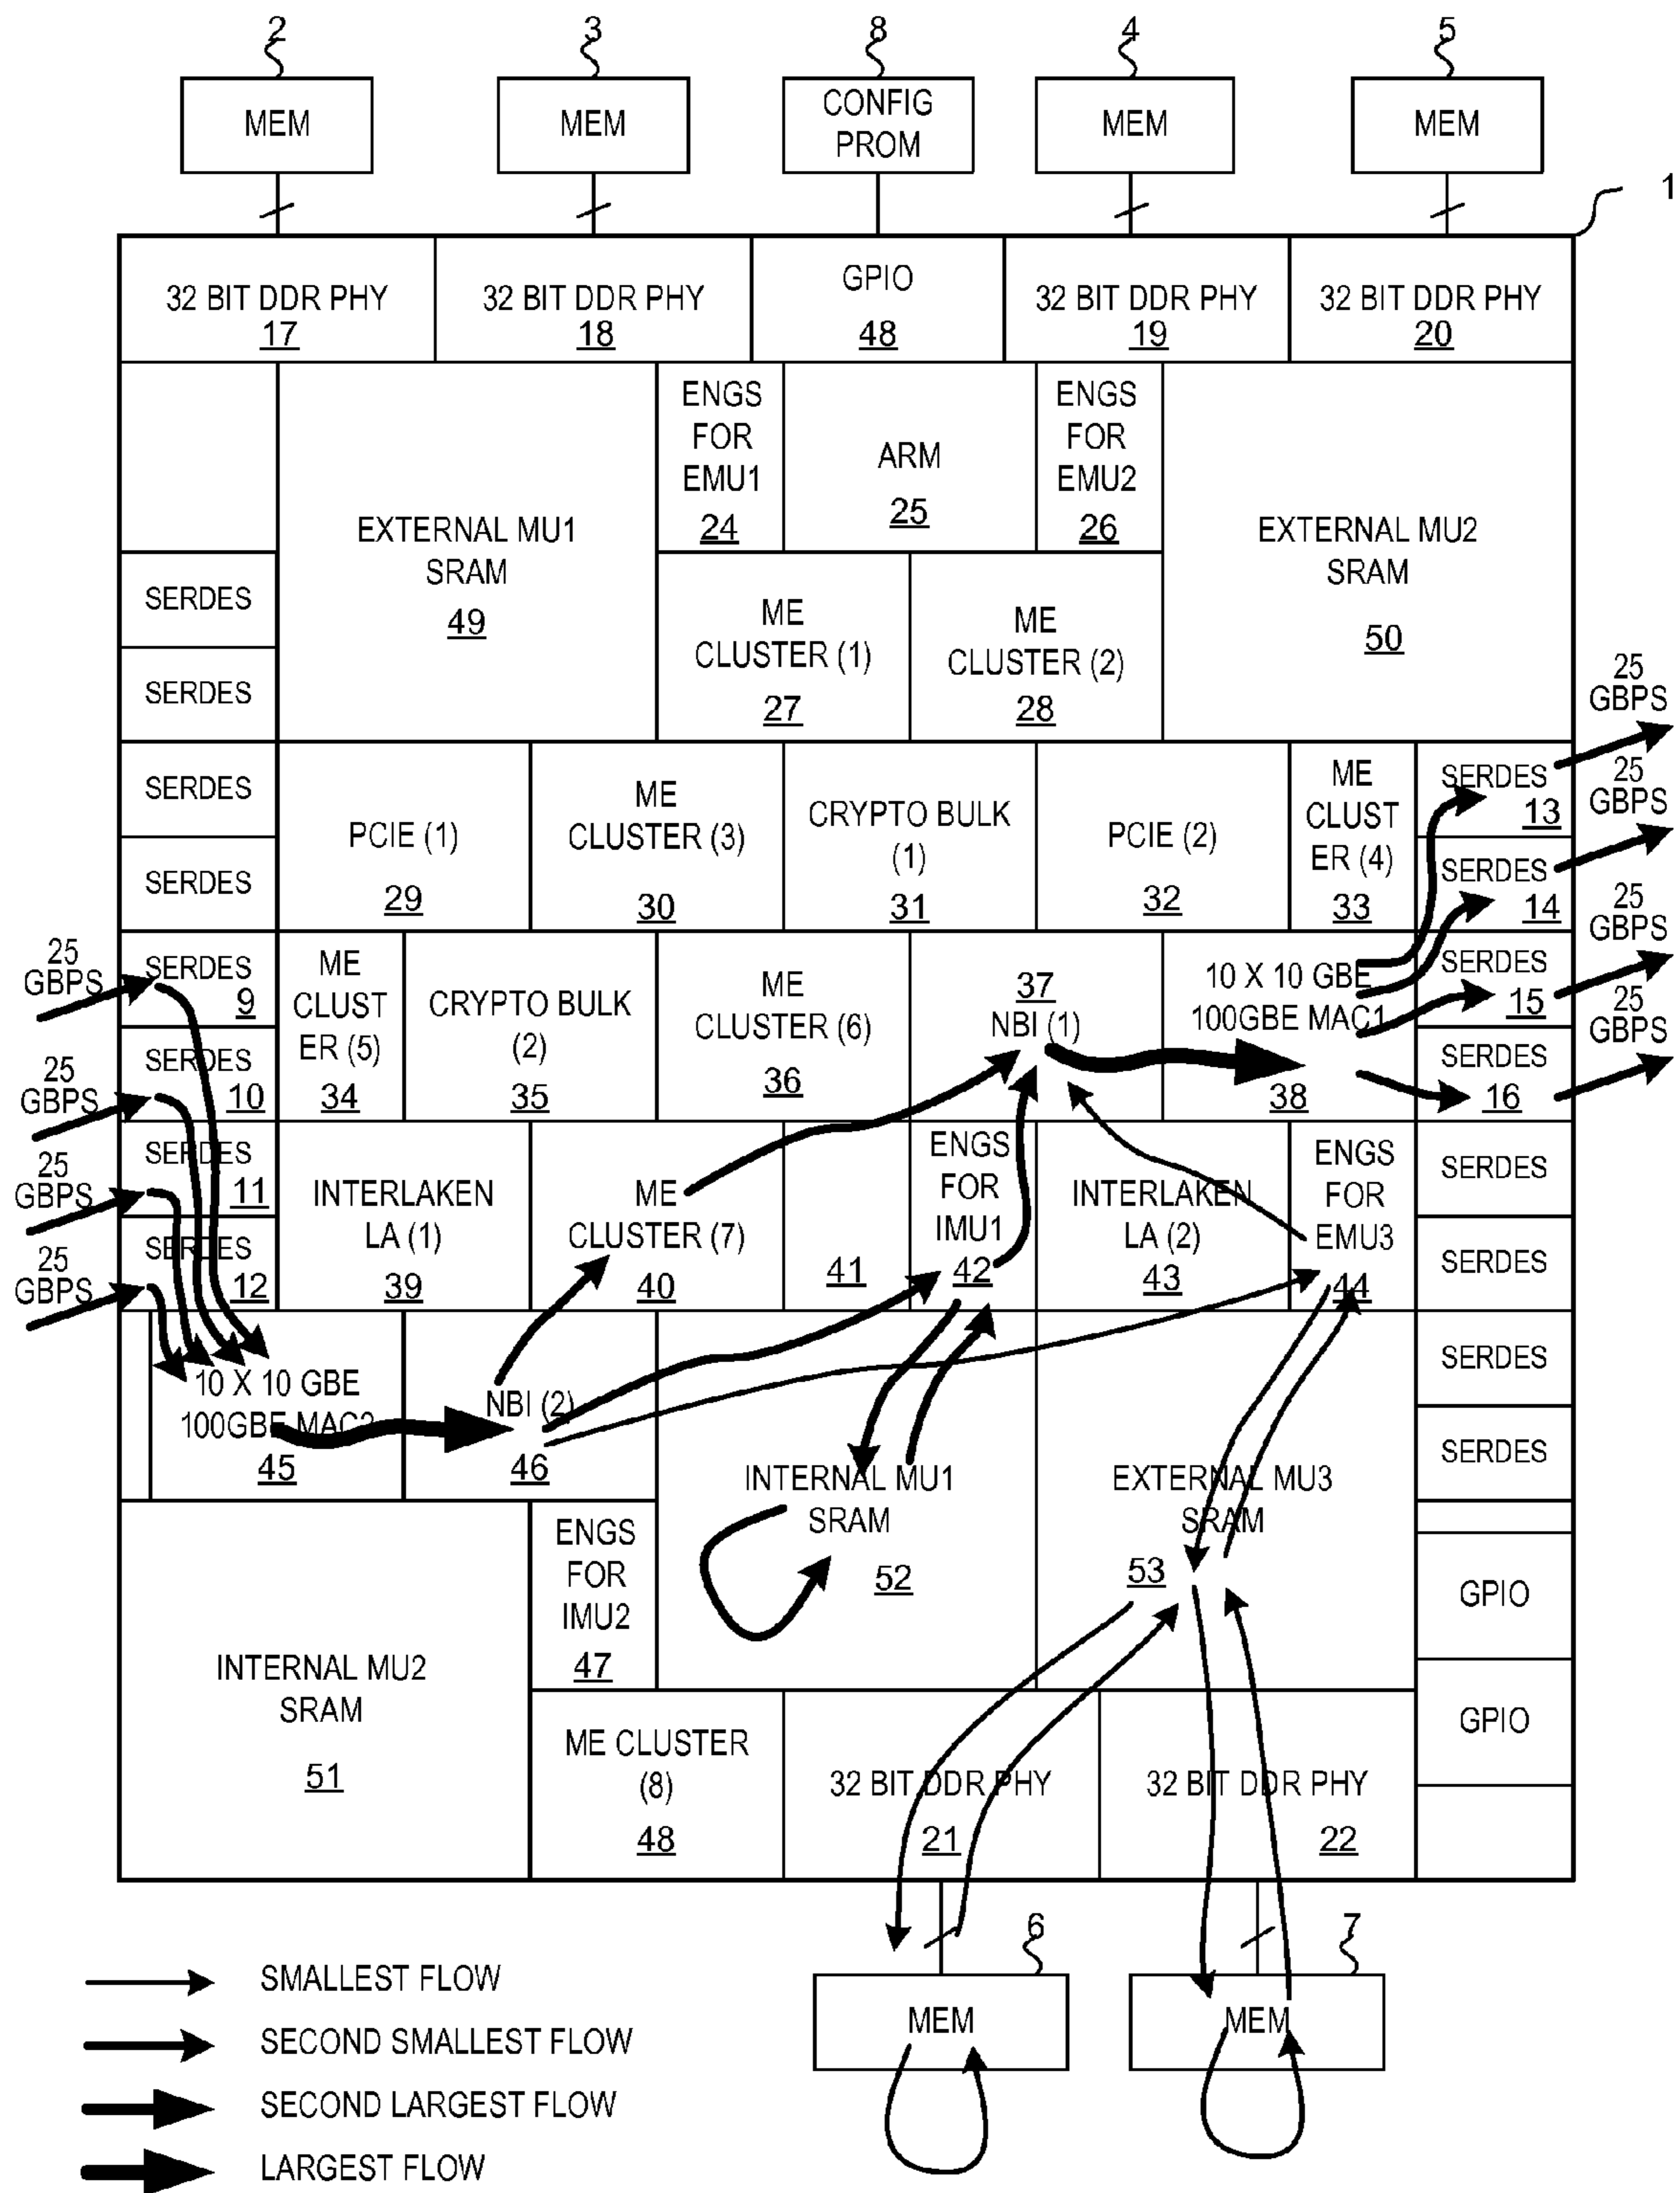 2
3
8
4
5
MEM
MEM
CONFIG
PROM
MEM
MEM
1
32 BIT DDR PHY
17
32 BIT DDR PHY
18
GPIO
48
32 BIT DDR PHY
19
32 BIT DDR PHY
20
EXTERNAL MU1
SRAM
49
ENGS
FOR
EMU1
24
ARM
25
ENGS
FOR
EMU2
26
EXTERNAL MU2
SRAM
50
SERDES
SERDES
ME
CLUSTER (1)
27
ME
CLUSTER (2)
28
SERDES
SERDES
PCIE (1)
29
ME
CLUSTER (3)
30
CRYPTO BULK
(1)
31
PCIE (2)
32
ME
CLUST
ER (4)
33
SERDES
13
SERDES
14
25
GBPS
25
GBPS
25
GBPS
25
GBPS
25
GBPS
25
GBPS
25
GBPS
25
GBPS
SERDES
9
SERDES
10
ME
CLUST
ER (5)
34
CRYPTO BULK
(2)
35
ME
CLUSTER (6)
36
37
NBI (1)
10 X 10 GBE
100GBE MAC1
38
SERDES
15
SERDES
16
SERDES
11
SERDES
12
INTERLAKEN
LA (1)
39
ME
CLUSTER (7)
40
41
ENGS
FOR
IMU1
42
INTERLAKEN
LA (2)
43
ENGS
FOR
EMU3
44
SERDES
SERDES
10 X 10 GBE
100GBE MAC2
45
NBI (2)
46
INTERNAL MU1
SRAM
52
EXTERNAL MU3
SRAM
53
SERDES
SERDES
INTERNAL MU2
SRAM
51
ENGS
FOR
IMU2
47
GPIO
GPIO
ME CLUSTER
(8)
48
32 BIT DDR PHY
21
32 BIT DDR PHY
22
6
7
MEM
MEM
SMALLEST FLOW
SECOND SMALLEST FLOW
SECOND LARGEST FLOW
LARGEST FLOW